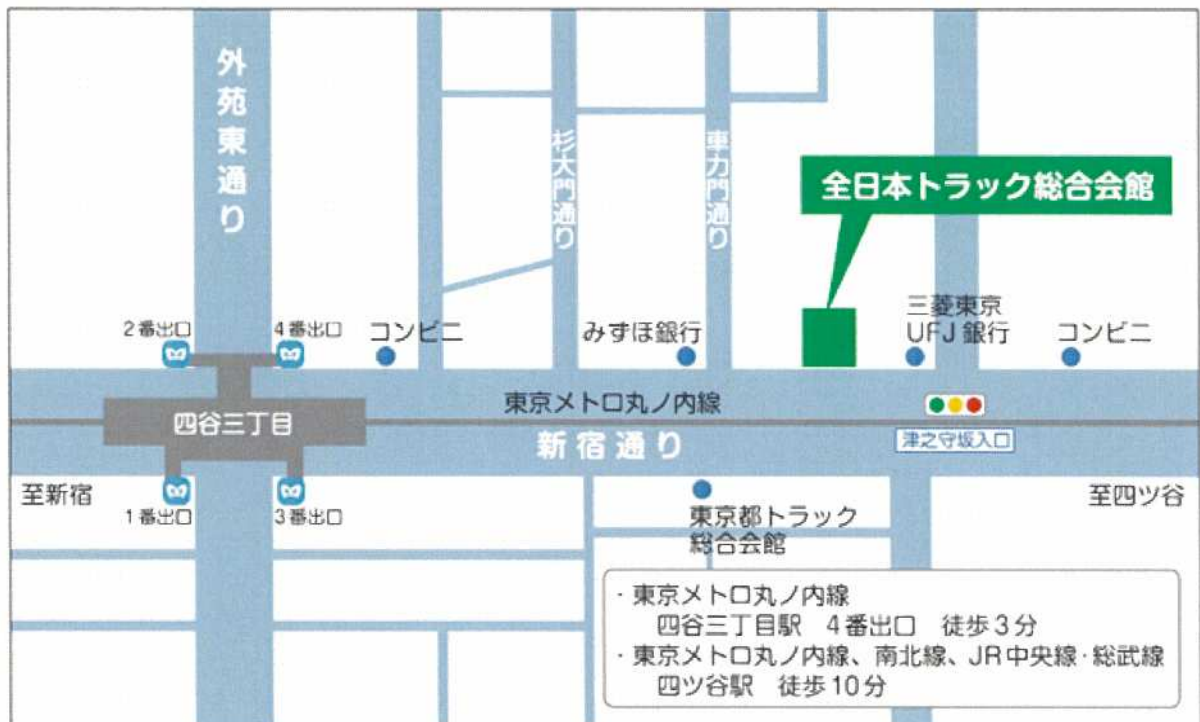 外苑東通り
杉大門通り
車力門通り
全日本トラック総合会館
2番出口
4番出口
コンビニ
みずほ銀行
三菱東京
UFJ銀行
コンビニ
東京メトロ丸ノ内線
四谷三丁目
新宿通り
津之守坂入口
至新宿
1番出口
3番出口
東京都トラック
総合会館
至四ツ谷
・東京メトロ丸ノ内線
四谷三丁目駅 4番出口 徒歩3分
・東京メトロ丸ノ内線、南北線、JR中央線・総武線
四ツ谷駅 徒歩10分